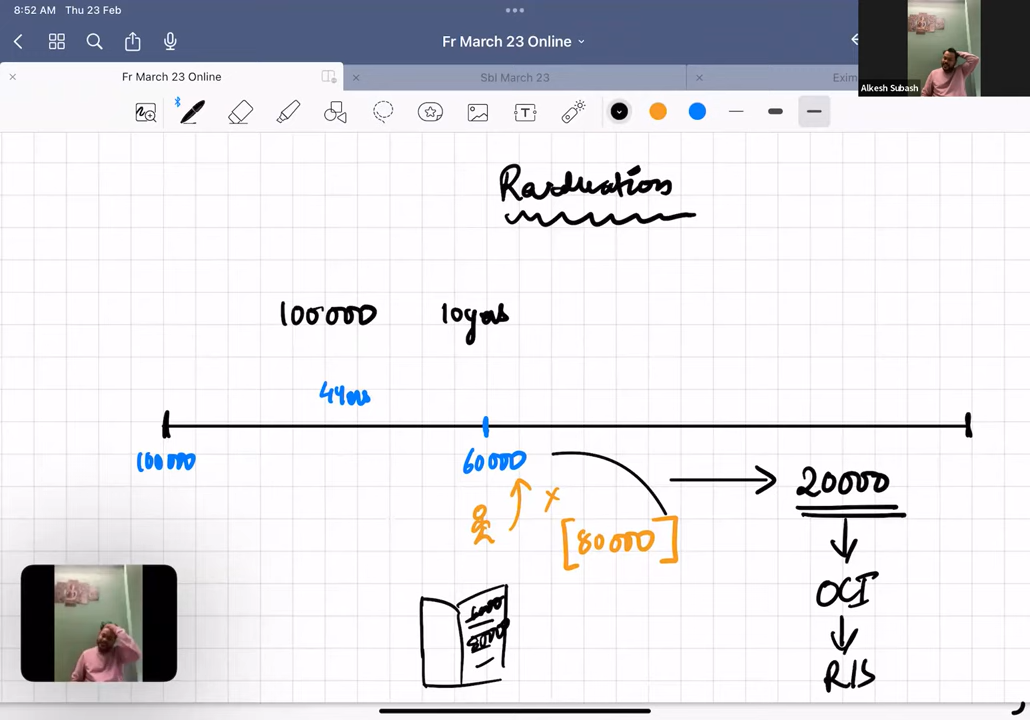 8:52 AM Thu 23 Feb
Fr March 23 Online
Alkesh Subash
Fr March 23 Online
Sbl March 23
Exim
100000 10yrs
4yrs
100000
60000
20000
x
[80000]
OCI
R/S